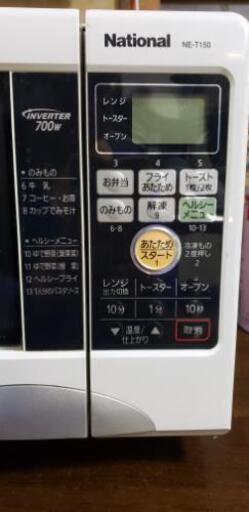 National NE-T150
INVERTER
700W
レンジ
トースター
オーブン
3 4 5
お弁当 フライあたため トースト 1枚/2枚
のみもの 解凍 9 ヘルシーメニュー
6-8 10-13
あたため
スタート
1
冷凍もの
2度押し
2
●のみもの
6 牛 乳
7 コーヒー・お酒
8 カップでみそ汁
●ヘルシーメニュー
10 ゆで野菜(葉果菜)
11 ゆで野菜(根 菜)
12 ヘルシーフライ
13 1人分のパスタソース
レンジ 出力切換 トースター オーブン
10分 1分 10秒
▼ 温度/仕上がり ▲ 取消